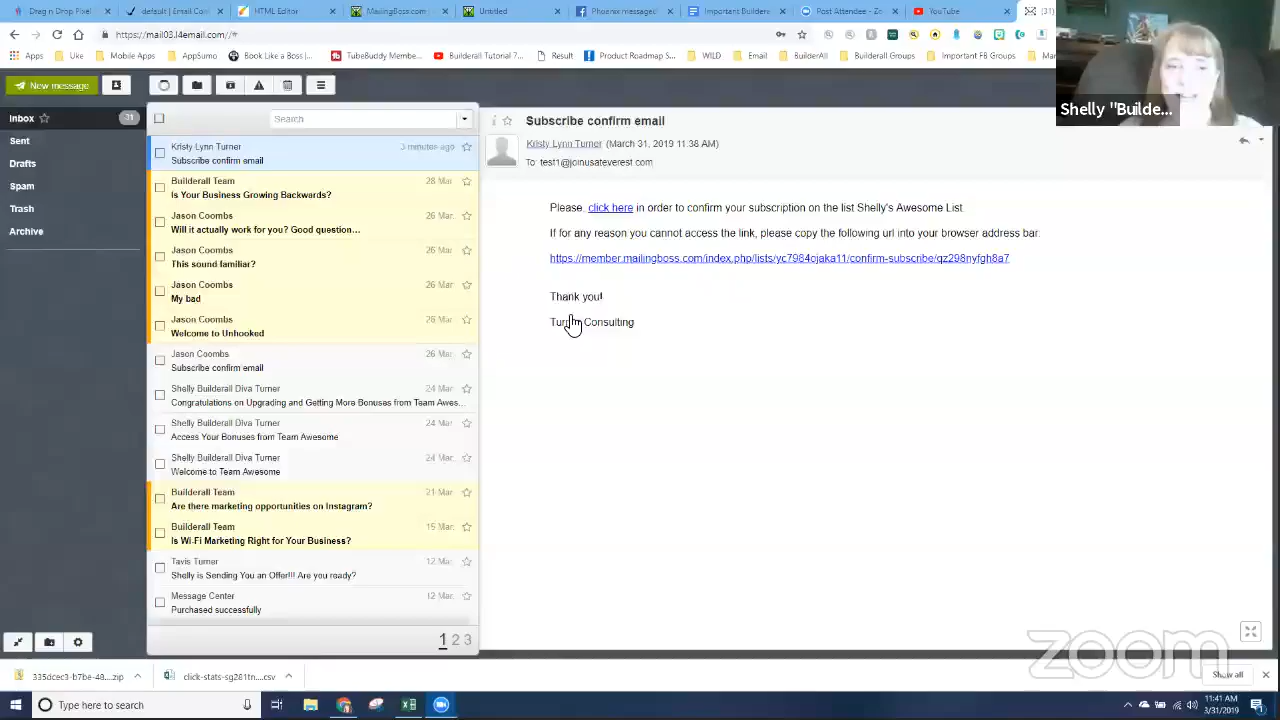 Drag n Drop Pixel
Default Email Con
HTML Editor
MailingBoss.com
Untitled
Phoenix message!
Important Buildera
Post Attendee - Zo
YouTube
(31)
https://mail03.l4email.com/#
Apps
Uke
Mobile Apps
AppSumo
Book Like a Boss |...
TubeBuddy Membe...
Builderall Tutorial ?...
Result
Product Roadmap S...
WILD
Email
BuilderAll
Builderall Groups
Important FB Groups
Shelly "Builde...
New message
Inbox
31
Sent
Drafts
Spam
Trash
Archive
Search
Kristy Lynn Turner
3 minutes ago
Subscribe confirm email
Builderall Team
28 Mar.
Is Your Business Growing Backwards?
Jason Coombs
26 Mar.
Will it actually work for you? Good question...
Jason Coombs
26 Mar.
This sound familiar?
Jason Coombs
26 Mar.
My bad
Jason Coombs
26 Mar.
Welcome to Unhooked
Jason Coombs
26 Mar.
Subscribe confirm email
Shelly Builderall Diva Turner
24 Mar.
Congratulations on Upgrading and Getting More Bonuses from Team Awes...
Shelly Builderall Diva Turner
24 Mar.
Access Your Bonuses from Team Awesome
Shelly Builderall Diva Turner
24 Mar.
Welcome to Team Awesome
Builderall Team
21 Mar.
Are there marketing opportunities on Instagram?
Builderall Team
15 Mar.
Is Wi-Fi Marketing Right for Your Business?
Tavis Turner
12 Mar.
Shelly is Sending You an Offer!!! Are you ready?
Message Center
12 Mar.
Purchased successfully
1 2 3
Subscribe confirm email
Kristy Lynn Turner (March 31, 2019 11:38 AM)
To: test1@joinusateverest.com
Please, click here in order to confirm your subscription on the list Shelly's Awesome List.
If for any reason you cannot access the link, please copy the following url into your browser address bar:
https://member.mailingboss.com/index.php/lists/yc7984ojaka11/confirm-subscribe/qz298nyfgh8a7
Thank you!
Consulting
zoom
335dcec3-b7be-48....zip
click-stats-sg281tn....csv
Show all
Type here to search
11:41 AM
3/31/2019